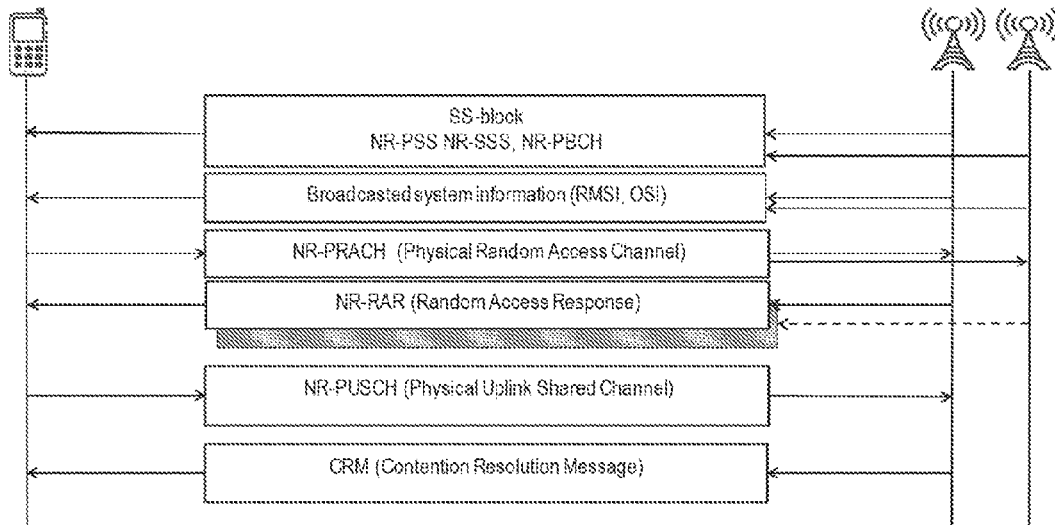 SS-block
NR-PSS NR-SSS, NR-PBCH
Broadcasted system information (RMSI, OSI)
NR-PRACH (Physical Random Access Channel)
NR-RAR (Random Access Response)
NR-PUSCH (Physical Uplink Shared Channel)
CRM (Contention Resolution Message)